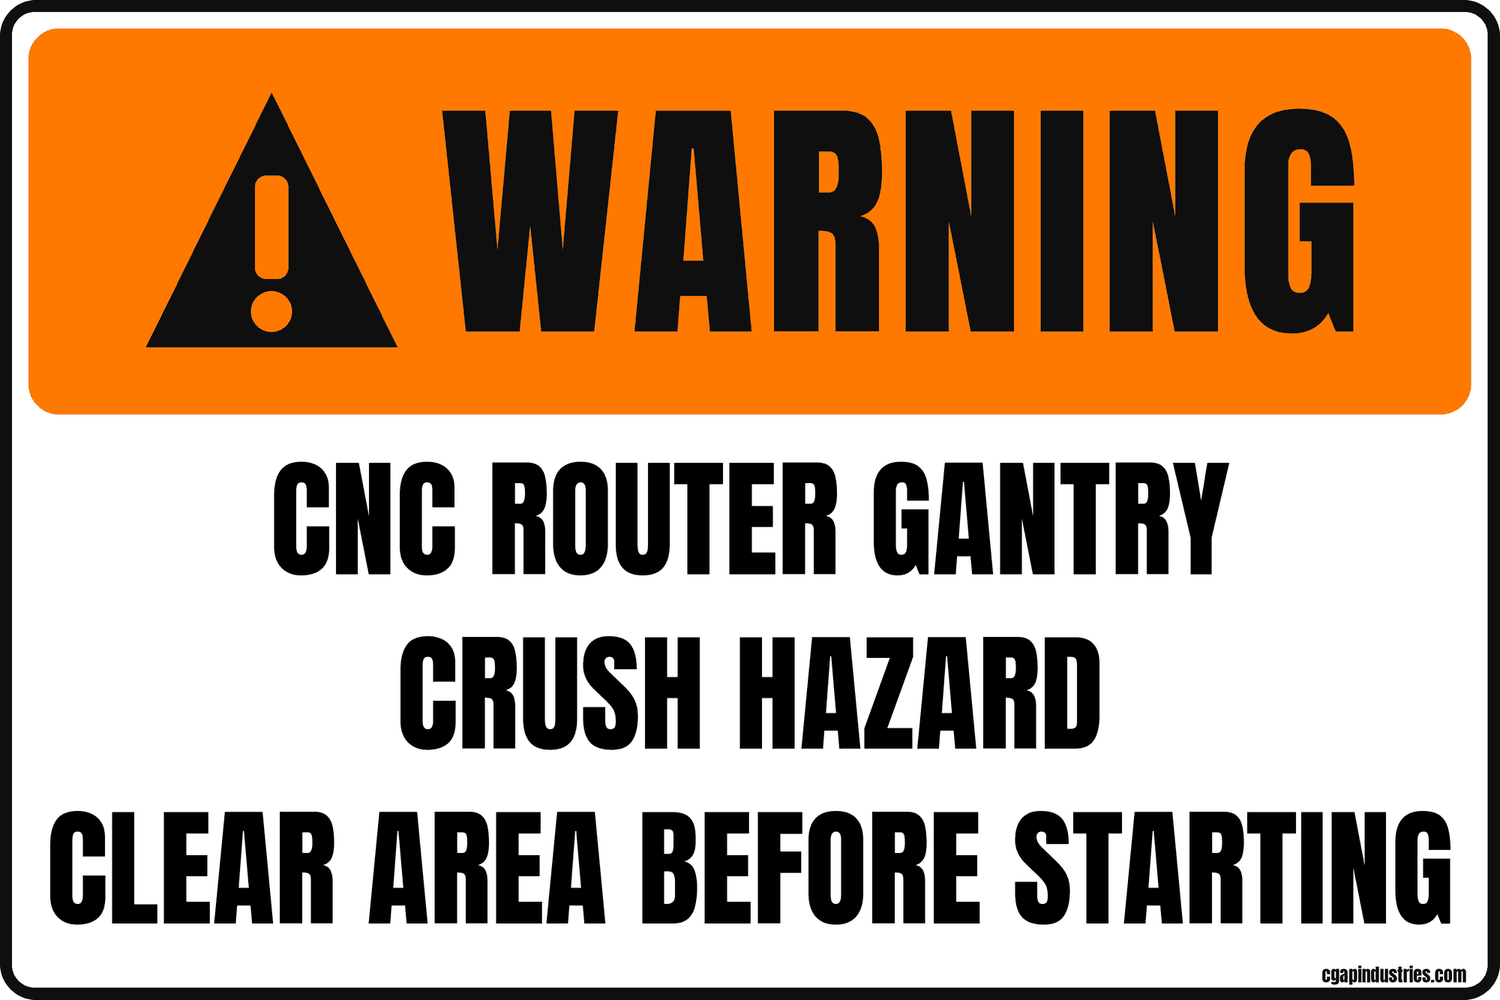 WARNING
CNC ROUTER GANTRY
CRUSH HAZARD
CLEAR AREA BEFORE STARTING
cgapindustries.com